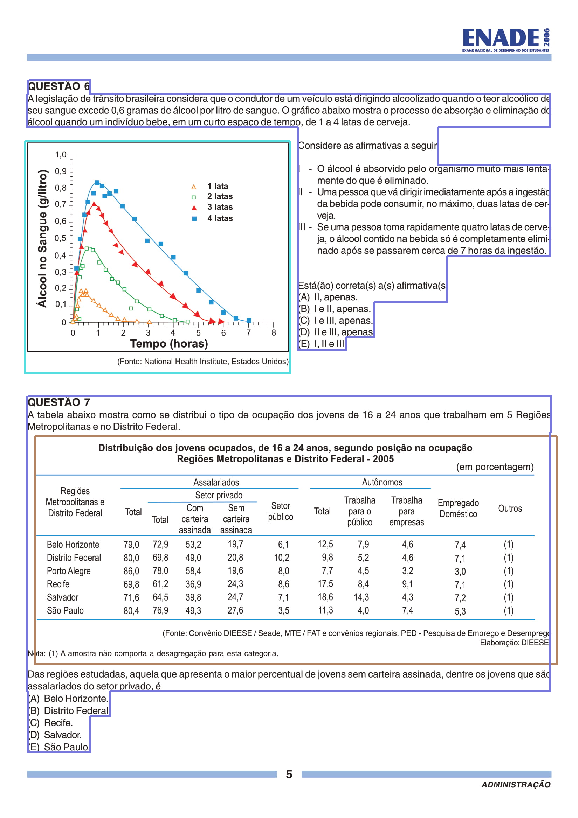 ENADE 2006
EXAME NACIONAL DE DESEMPENHO DOS ESTUDANTES
QUESTÃO 6
A legislação de trânsito brasileira considera que o condutor de um veículo está dirigindo alcoolizado quando o teor alcoólico de
seu sangue excede 0,6 gramas de álcool por litro de sangue. O gráfico abaixo mostra o processo de absorção e eliminação do
álcool quando um indivíduo bebe, em um curto espaço de tempo, de 1 a 4 latas de cerveja.
Álcool no Sangue (g/litro)
1,0
0,9
0,8
0,7
0,6
0,5
0,4
0,3
0,2
0,1
0
0 1 2 3 4 5 6 7 8
Tempo (horas)
1 lata
2 latas
3 latas
4 latas
(Fonte: National Health Institute, Estados Unidos)
Considere as afirmativas a seguir
I - O álcool é absorvido pelo organismo muito mais lenta-
mente do que é eliminado.
II - Uma pessoa que vá dirigir imediatamente após a ingestão
da bebida pode consumir, no máximo, duas latas de cer-
veja.
III - Se uma pessoa toma rapidamente quatro latas de cerve-
ja, o álcool contido na bebida só é completamente elimi-
nado após se passarem cerca de 7 horas da ingestão.
Está(ão) correta(s) a(s) afirmativa(s)
(A) II, apenas.
(B) I e II, apenas.
(C) I e III, apenas.
(D) II e III, apenas.
(E) I, II e III.
QUESTÃO 7
A tabela abaixo mostra como se distribui o tipo de ocupação dos jovens de 16 a 24 anos que trabalham em 5 Regiões
Metropolitanas e no Distrito Federal.
Distribuição dos jovens ocupados, de 16 a 24 anos, segundo posição na ocupação
Regiões Metropolitanas e Distrito Federal - 2005
(em porcentagem)
Regiões Metropolitanas e Distrito Federal
Assalariados
Autônomos
Setor privado
Total
Total
Com carteira assinada
Sem carteira assinada
Setor público
Total
Trabalha para o público
Trabalha para empresas
Empregado Doméstico
Outros
Belo Horizonte 79,0 72,9 53,2 19,7 6,1 12,5 7,9 4,6 7,4 (1)
Distrito Federal 80,0 69,8 49,0 20,8 10,2 9,8 5,2 4,6 7,1 (1)
Porto Alegre 86,0 78,0 58,4 19,6 8,0 7,7 4,5 3,2 3,0 (1)
Recife 69,8 61,2 36,9 24,3 8,6 17,5 8,4 9,1 7,1 (1)
Salvador 71,6 64,5 39,8 24,7 7,1 18,6 14,3 4,3 7,2 (1)
São Paulo 80,4 76,9 49,3 27,6 3,5 11,3 4,0 7,4 5,3 (1)
(Fonte: Convênio DIEESE / Seade, MTE / FAT e convênios regionais. PED - Pesquisa de Emprego e Desemprego
Elaboração: DIEESE)
Nota: (1) A amostra não comporta a desagregação para esta categoria.
Das regiões estudadas, aquela que apresenta o maior percentual de jovens sem carteira assinada, dentre os jovens que são
assalariados do setor privado, é
(A) Belo Horizonte.
(B) Distrito Federal.
(C) Recife.
(D) Salvador.
(E) São Paulo.
5
ADMINISTRAÇÃO